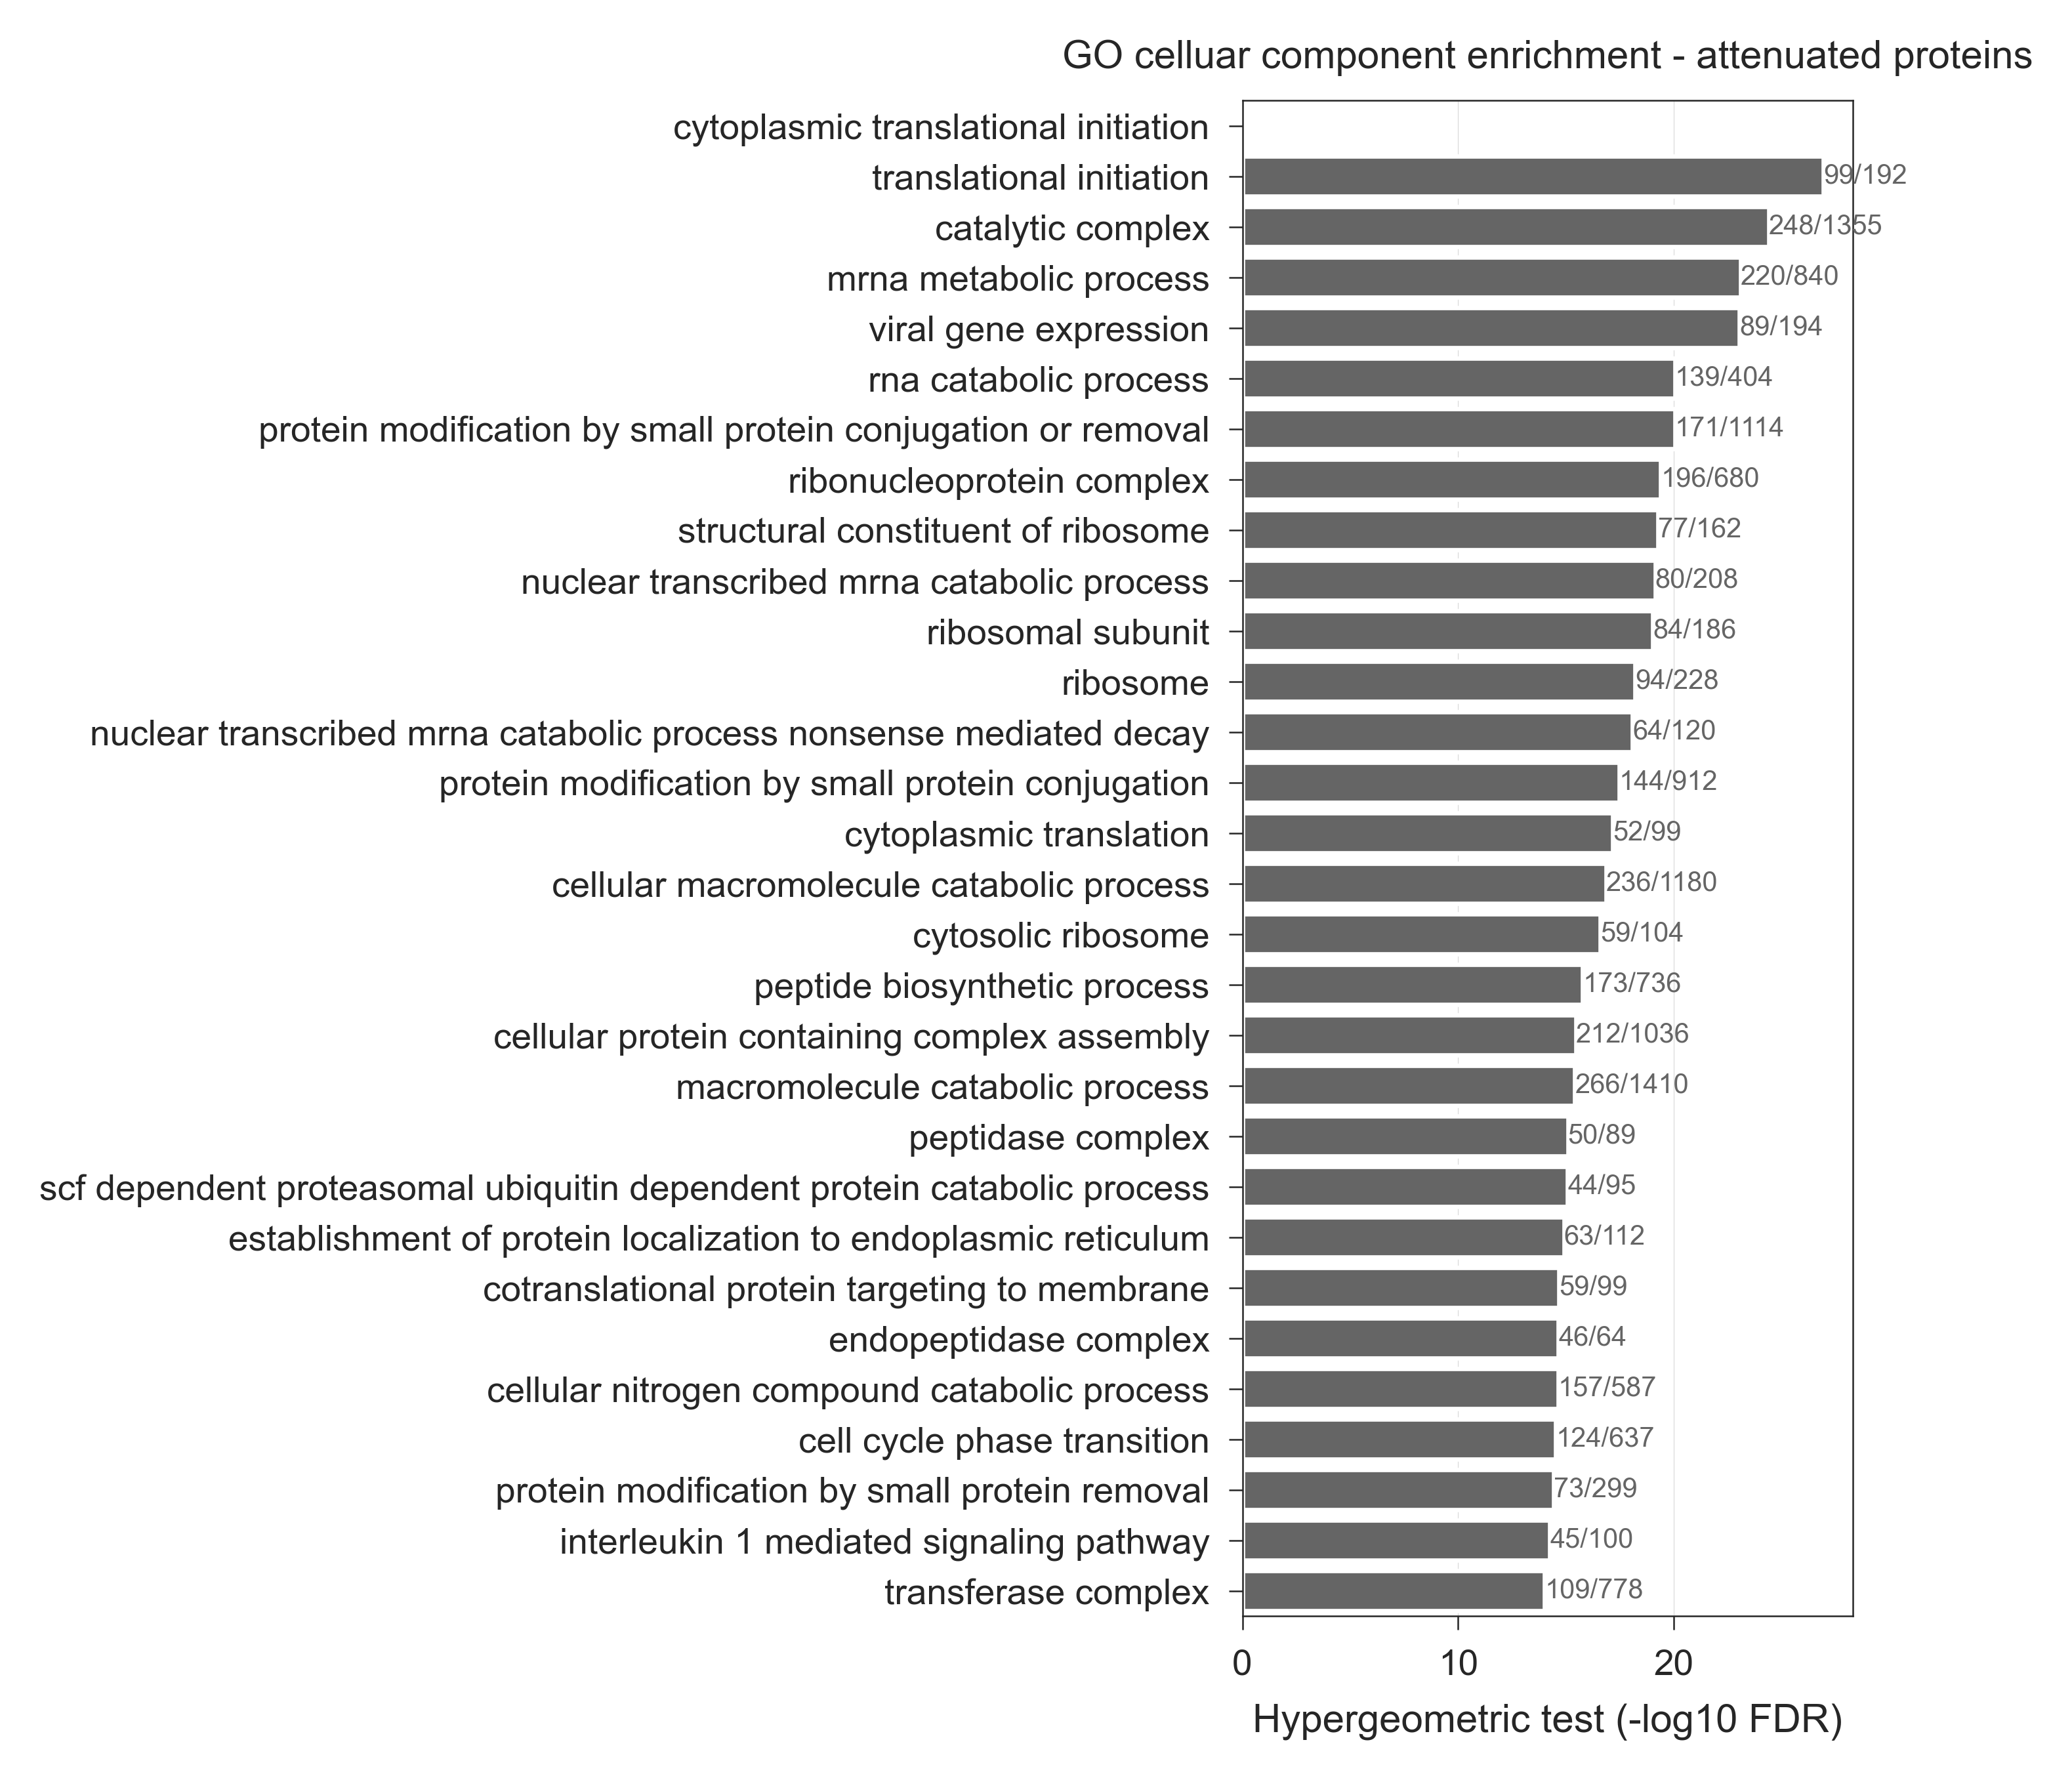 GO celluar component enrichment - attenuated proteins
cytoplasmic translational initiation
translational initiation 99/192
catalytic complex 248/1355
mrna metabolic process 220/840
viral gene expression 89/194
rna catabolic process 139/404
protein modification by small protein conjugation or removal 171/1114
ribonucleoprotein complex 196/680
structural constituent of ribosome 77/162
nuclear transcribed mrna catabolic process 80/208
ribosomal subunit 84/186
ribosome 94/228
nuclear transcribed mrna catabolic process nonsense mediated decay 64/120
protein modification by small protein conjugation 144/912
cytoplasmic translation 52/99
cellular macromolecule catabolic process 236/1180
cytosolic ribosome 59/104
peptide biosynthetic process 173/736
cellular protein containing complex assembly 212/1036
macromolecule catabolic process 266/1410
peptidase complex 50/89
scf dependent proteasomal ubiquitin dependent protein catabolic process 44/95
establishment of protein localization to endoplasmic reticulum 63/112
cotranslational protein targeting to membrane 59/99
endopeptidase complex 46/64
cellular nitrogen compound catabolic process 157/587
cell cycle phase transition 124/637
protein modification by small protein removal 73/299
interleukin 1 mediated signaling pathway 45/100
transferase complex 109/778
0 10 20
Hypergeometric test (-log10 FDR)